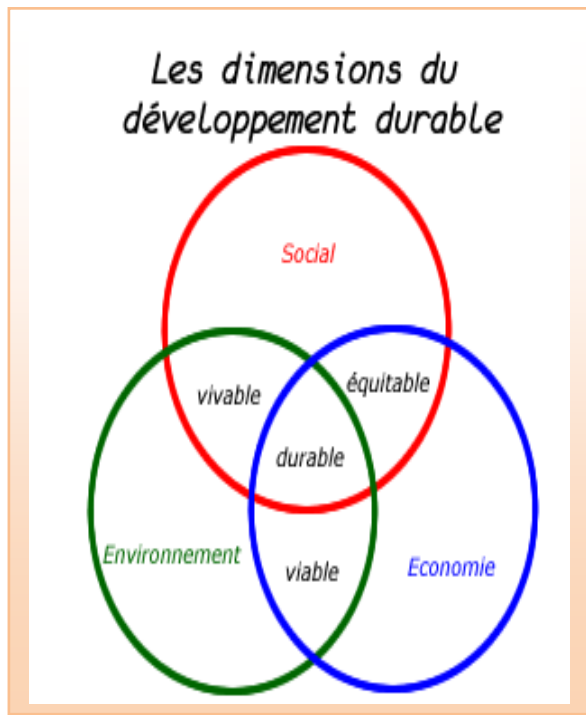 Les dimensions du
développement durable
Social
vivable
équitable
durable
Environnement
viable
Economie